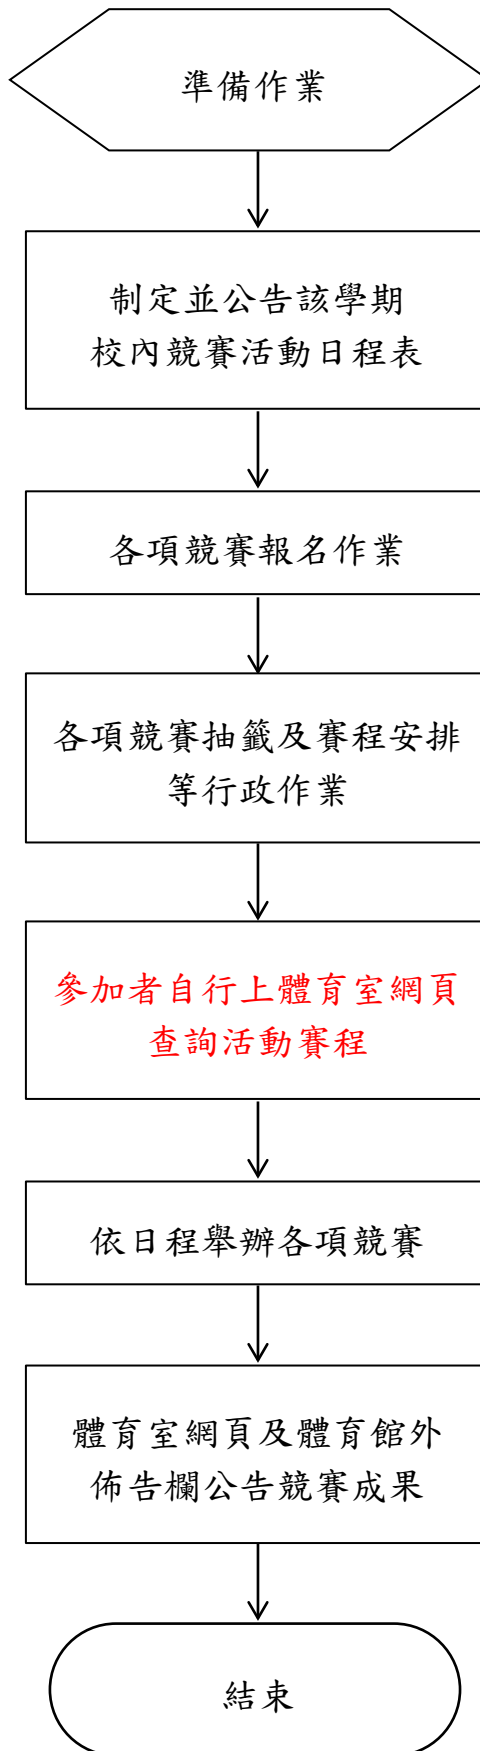 準備作業
制定並公告該學期
校內競賽活動日程表
各項競賽報名作業
各項競賽抽籤及賽程安排
等行政作業
參加者自行上體育室網頁
查詢活動賽程
依日程舉辦各項競賽
體育室網頁及體育館外
佈告欄公告競賽成果
結束